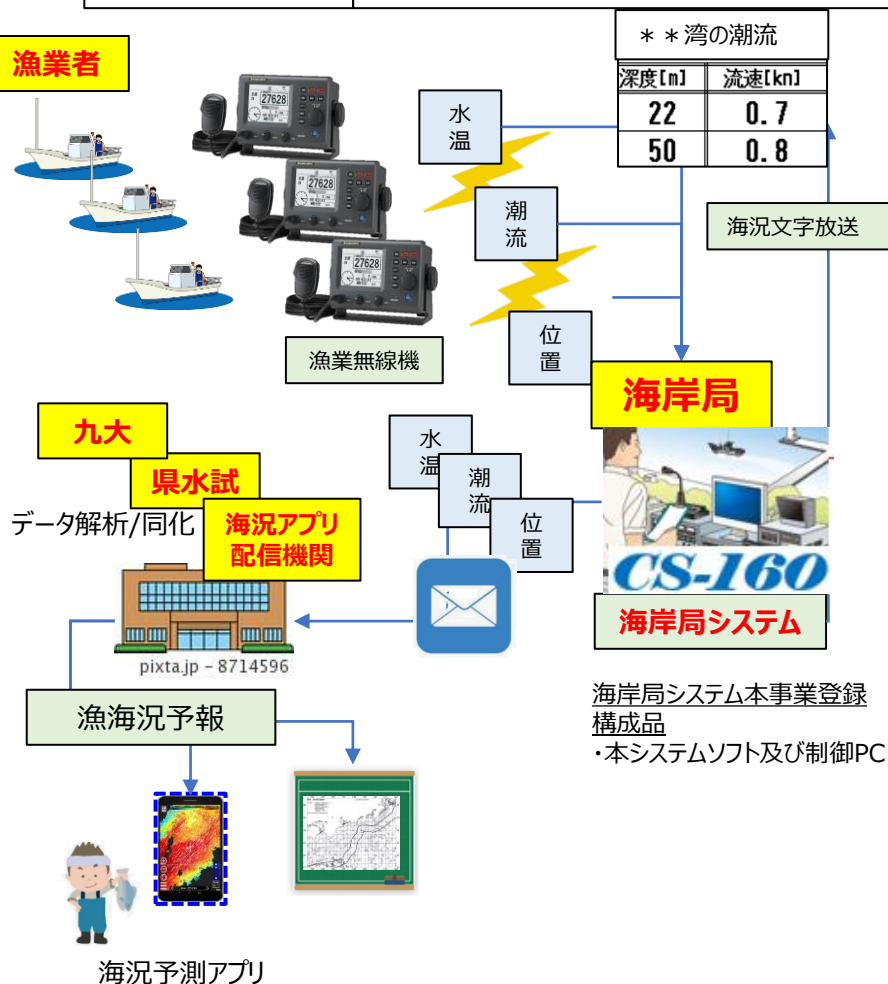 ＊＊湾の潮流
漁業者
深度[m] 流速[kn]
22 0.7
50 0.8
27628
27628
27628
水
温
潮
流
位
置
海況文字放送
漁業無線機
海岸局
九大
県水試
データ解析/同化
海況アプリ
配信機関
水
温
潮
流
位
置
CS-160
海岸局システム
pixta.jp - 8714596
海岸局システム本事業登録
構成品
・本システムソフト及び制御PC
漁海況予報
海況予測アプリ